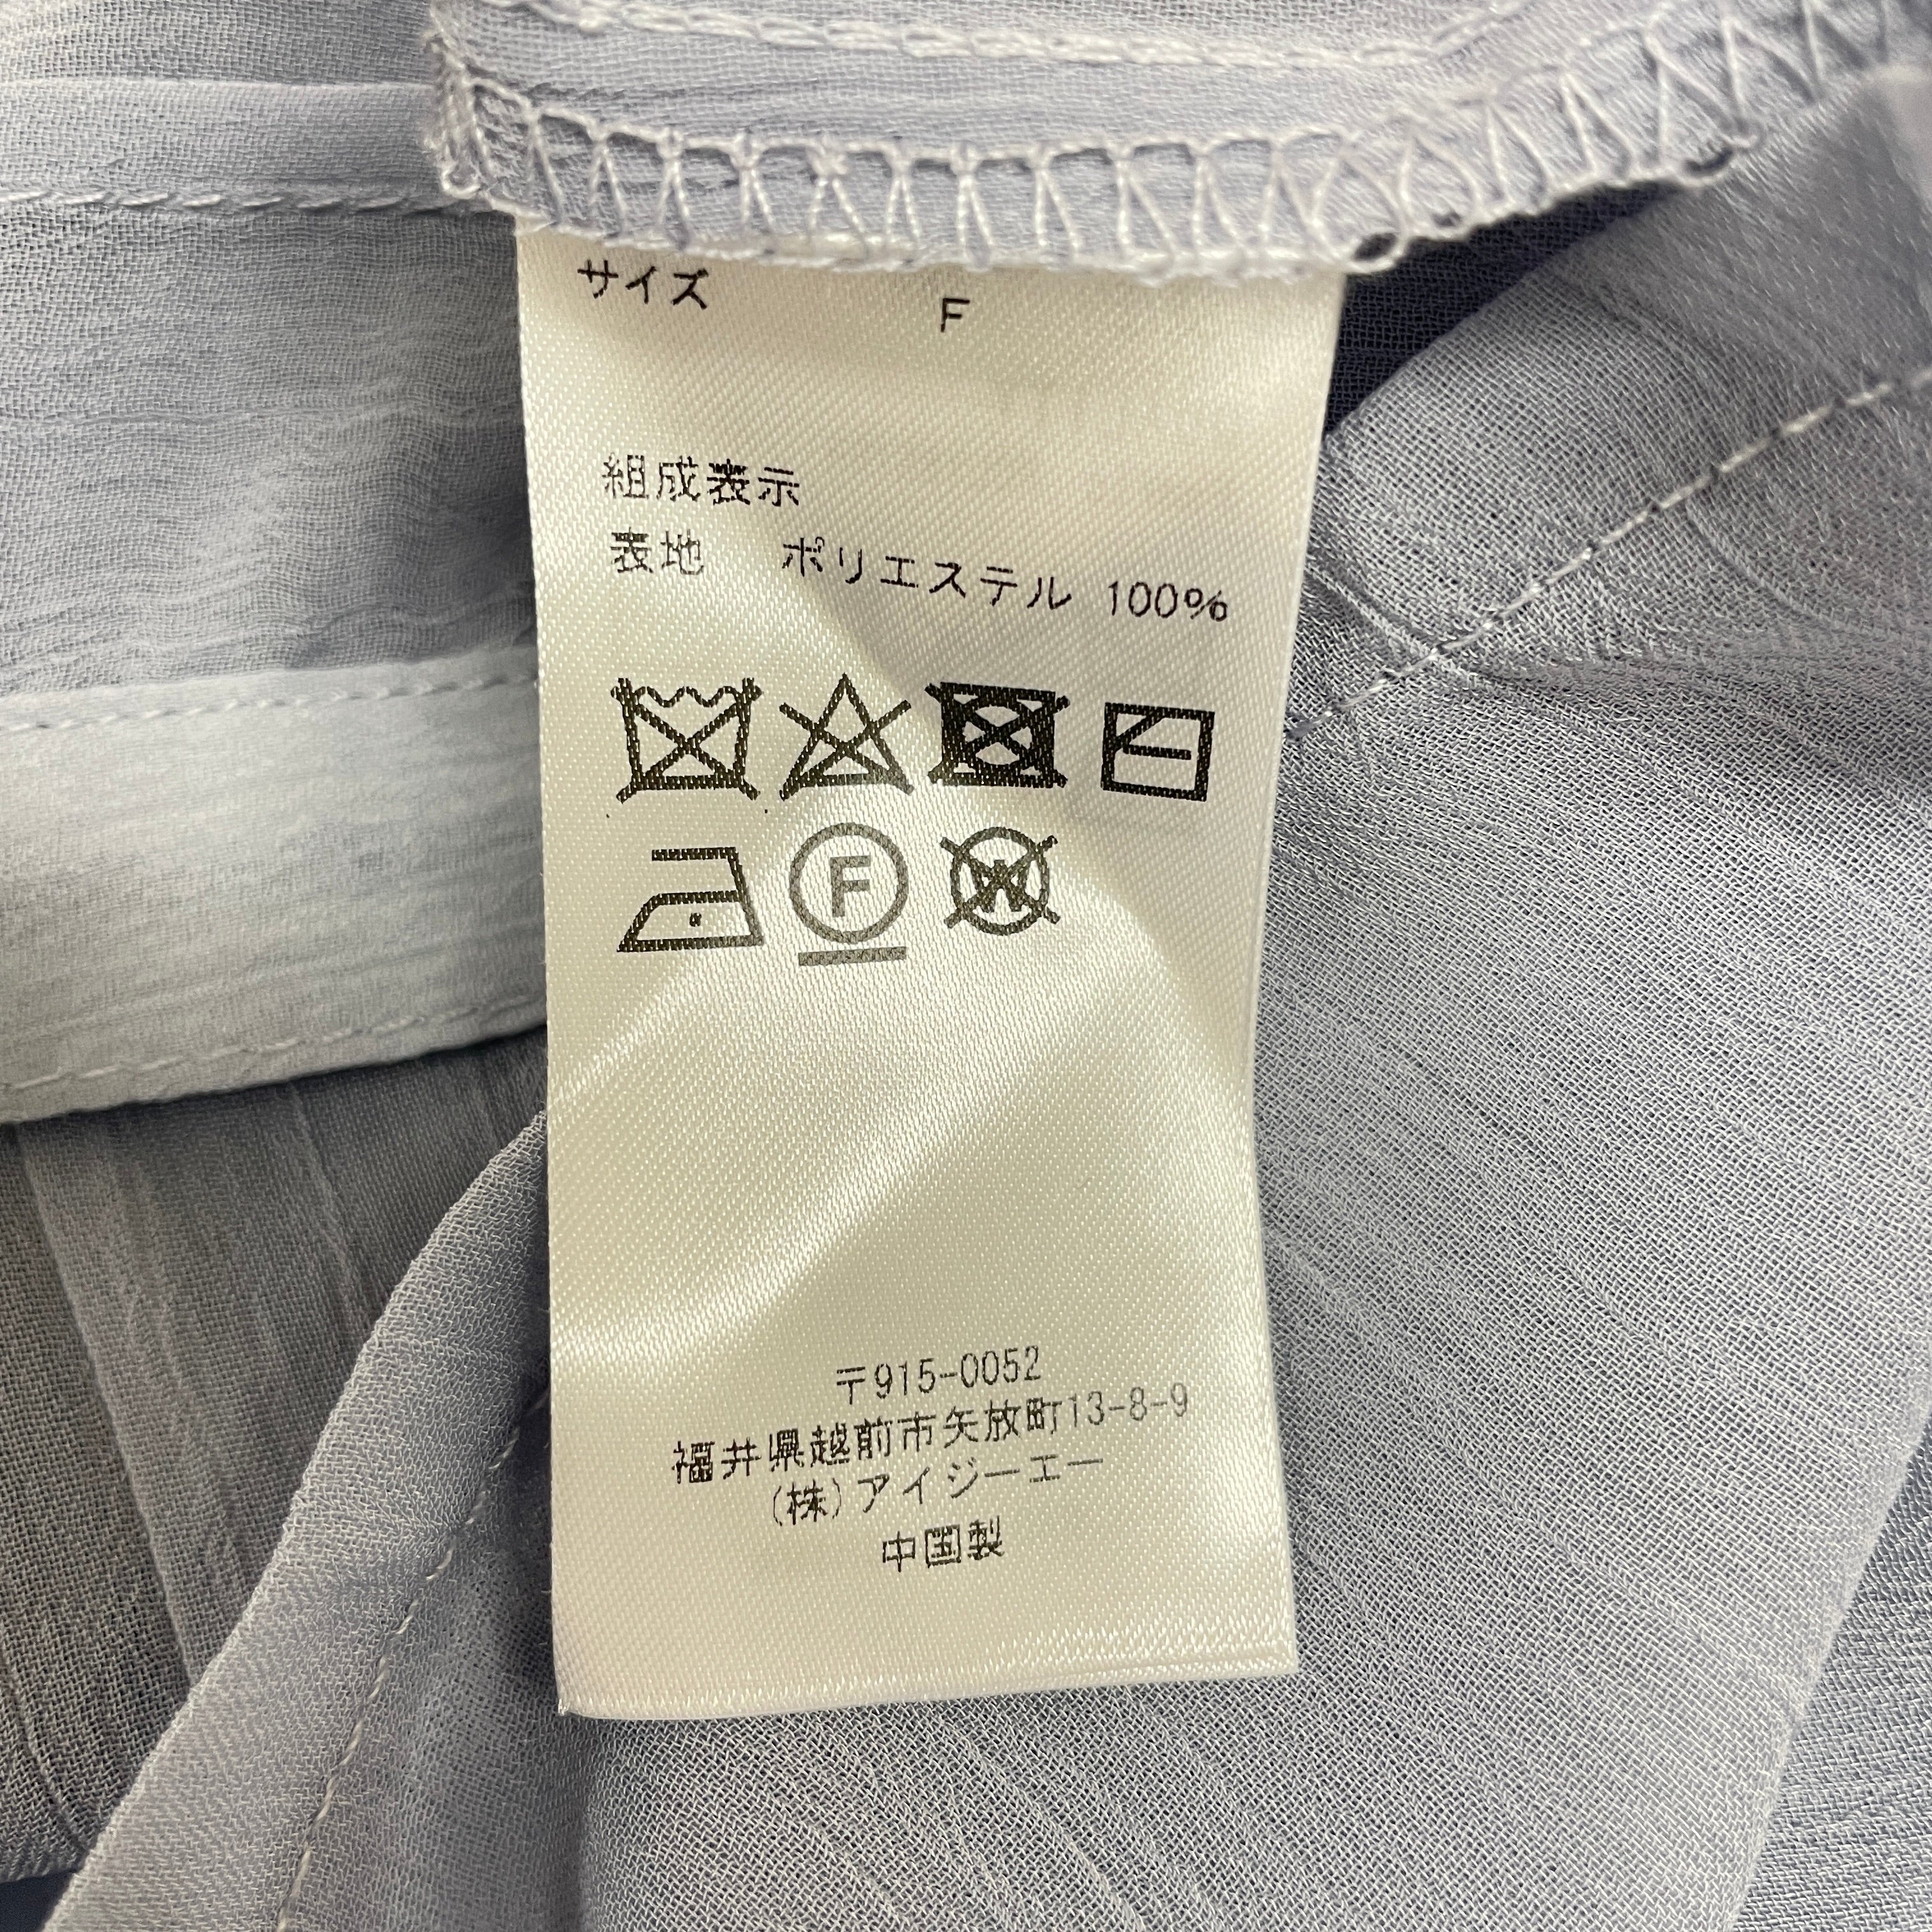 サイズ F
組成表示
表地 ポリエステル 100%
F
W
〒915-0052
福井県越前市矢放町13-8-9
(株)アイジーエー
中国製